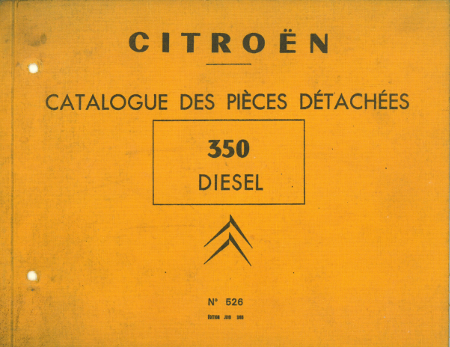 CITROËN
CATALOGUE DES PIÈCES DÉTACHÉES
350
DIESEL
N° 526